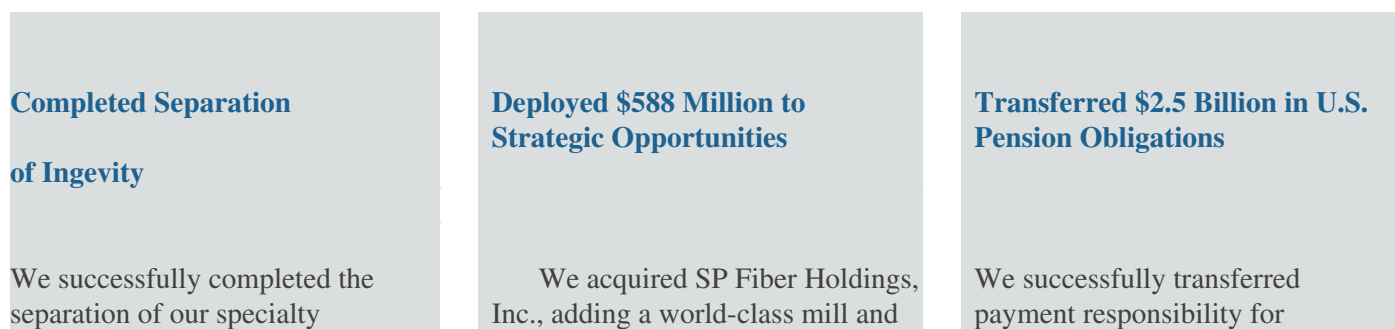 Completed Separation
of Ingevity
We successfully completed the
separation of our specialty
Deployed $588 Million to
Strategic Opportunities
We acquired SP Fiber Holdings,
Inc., adding a world-class mill and
Transferred $2.5 Billion in U.S.
Pension Obligations
We successfully transferred
payment responsibility for